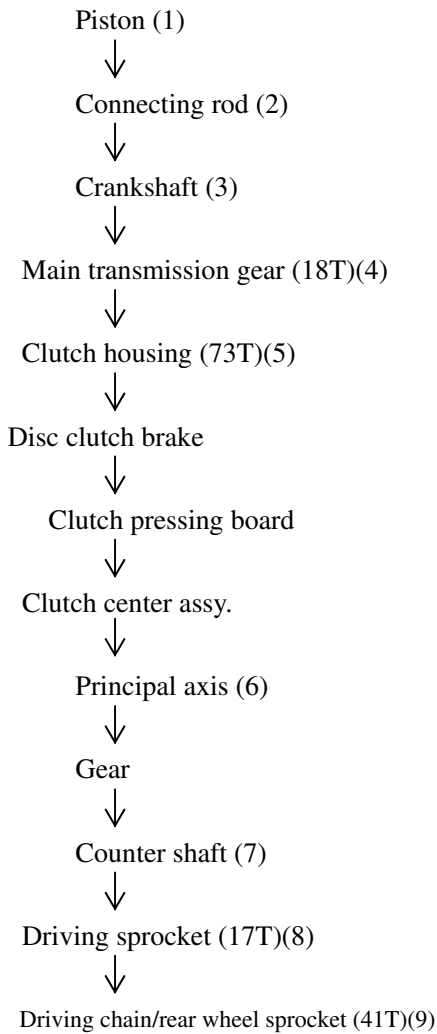 Piston (1)
Connecting rod (2)
Crankshaft (3)
Main transmission gear (18T)(4)
Clutch housing (73T)(5)
Disc clutch brake
Clutch pressing board
Clutch center assy.
Principal axis (6)
Gear
Counter shaft (7)
Driving sprocket (17T)(8)
Driving chain/rear wheel sprocket (41T)(9)